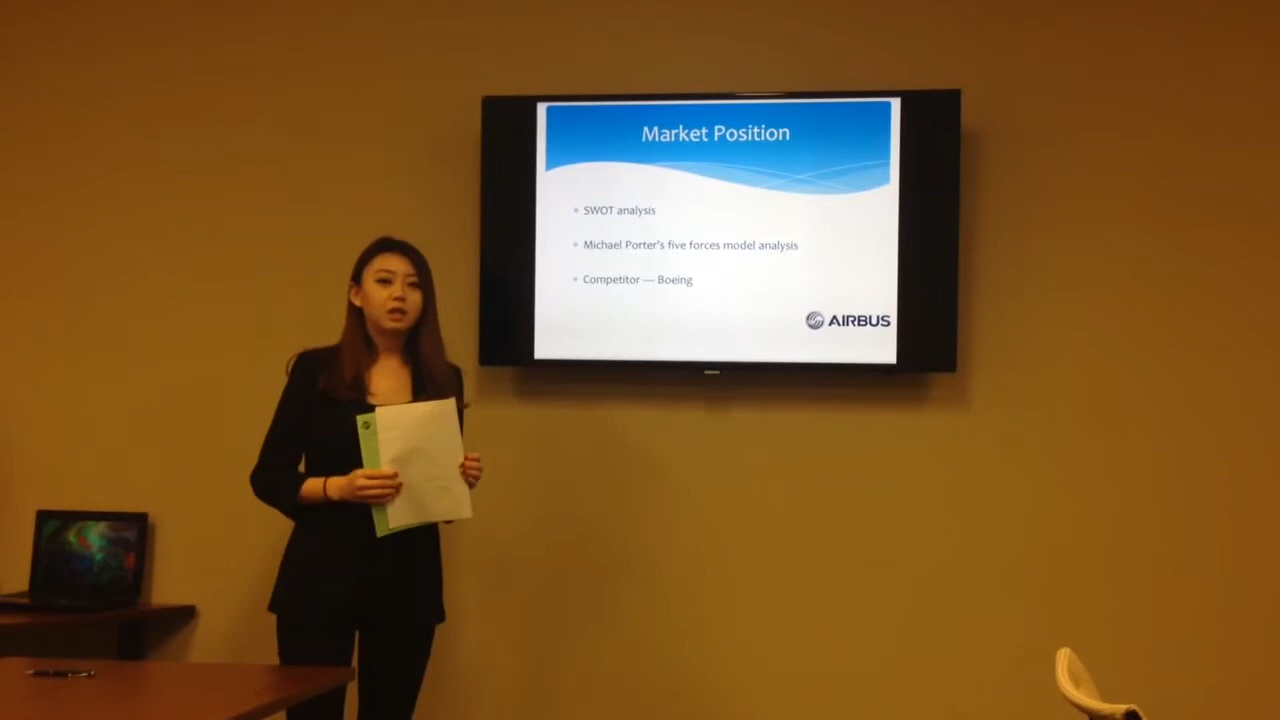 Market Position
SWOT analysis
Michael Porter's five forces model analysis
Competitor — Boeing
AIRBUS